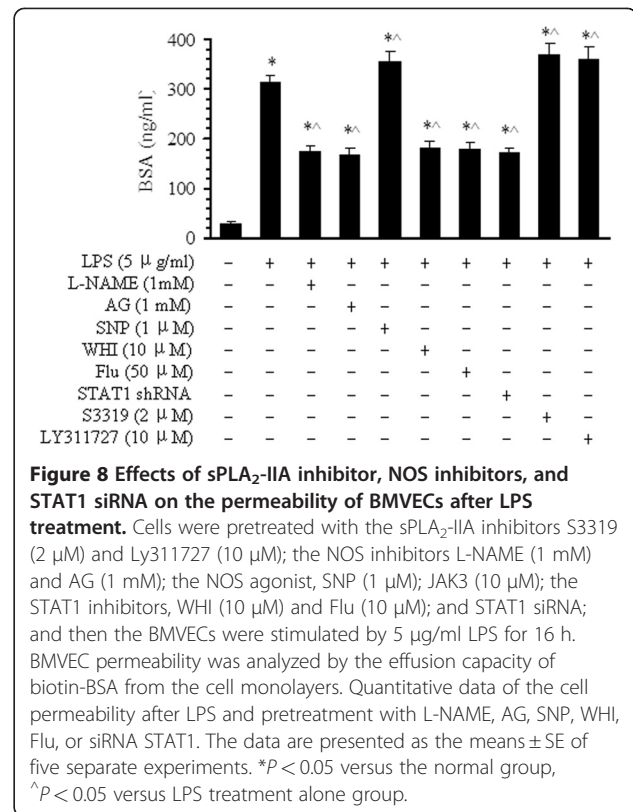 400
300
200
100
0
BSA (ng/ml)
* *^ *^ *^ *^ *^ *^ *^ *^
LPS (5 μg/ml) – + + + + + + + + +
L-NAME (1mM) – – + – – – – – – –
AG (1 mM) – – – + – – – – – –
SNP (1 μM) – – – – + – – – – –
WHI (10 μM) – – – – – + – – – –
Flu (50 μM) – – – – – – + – – –
STAT1 shRNA – – – – – – – + – –
S3319 (2 μM) – – – – – – – – + –
LY311727 (10 μM) – – – – – – – – – +
Figure 8 Effects of sPLA₂-IIA inhibitor, NOS inhibitors, and
STAT1 siRNA on the permeability of BMVECs after LPS
treatment. Cells were pretreated with the sPLA₂-IIA inhibitors S3319
(2 μM) and Ly311727 (10 μM); the NOS inhibitors L-NAME (1 mM)
and AG (1 mM); the NOS agonist, SNP (1 μM); JAK3 (10 μM); the
STAT1 inhibitors, WHI (10 μM) and Flu (10 μM); and STAT1 siRNA;
and then the BMVECs were stimulated by 5 μg/ml LPS for 16 h.
BMVEC permeability was analyzed by the effusion capacity of
biotin-BSA from the cell monolayers. Quantitative data of the cell
permeability after LPS and pretreatment with L-NAME, AG, SNP, WHI,
Flu, or siRNA STAT1. The data are presented as the means ± SE of
five separate experiments. *P < 0.05 versus the normal group,
^P < 0.05 versus LPS treatment alone group.